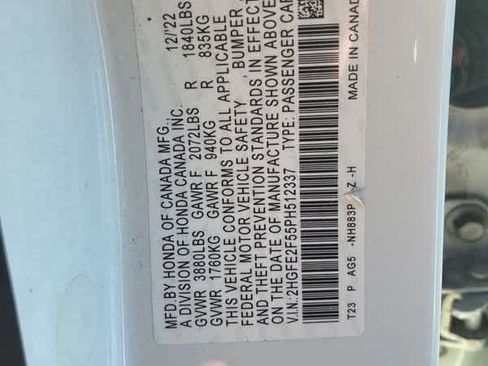 MFD.BY HONDA OF CANADA MFG., 12/'22
A DIVISION OF HONDA CANADA INC.
GVWR 3880LBS GAWR F 2072LBS R 1840LBS
GVWR 1760KG GAWR F 940KG R 835KG
THIS VEHICLE CONFORMS TO ALL APPLICABLE
FEDERAL MOTOR VEHICLE SAFETY, BUMPER,
AND THEFT PREVENTION STANDARDS IN EFFECT
ON THE DATE OF MANUFACTURE SHOWN ABOVE
V.I.N:2HGFE2F55PH512337 TYPE: PASSENGER CAR
T23 P AG5 -NH883P Z -H MADE IN CANADA